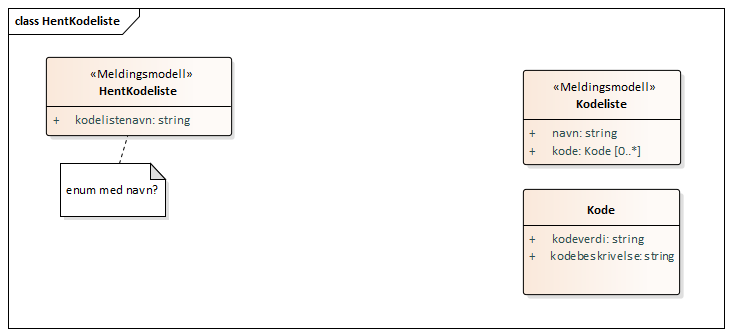 class HentKodeliste
«Meldingsmodell»
HentKodeliste
+ kodelistenavn: string
enum med navn?
«Meldingsmodell»
Kodeliste
+ navn: string
+ kode: Kode [0..*]
Kode
+ kodeverdi: string
+ kodebeskrivelse: string